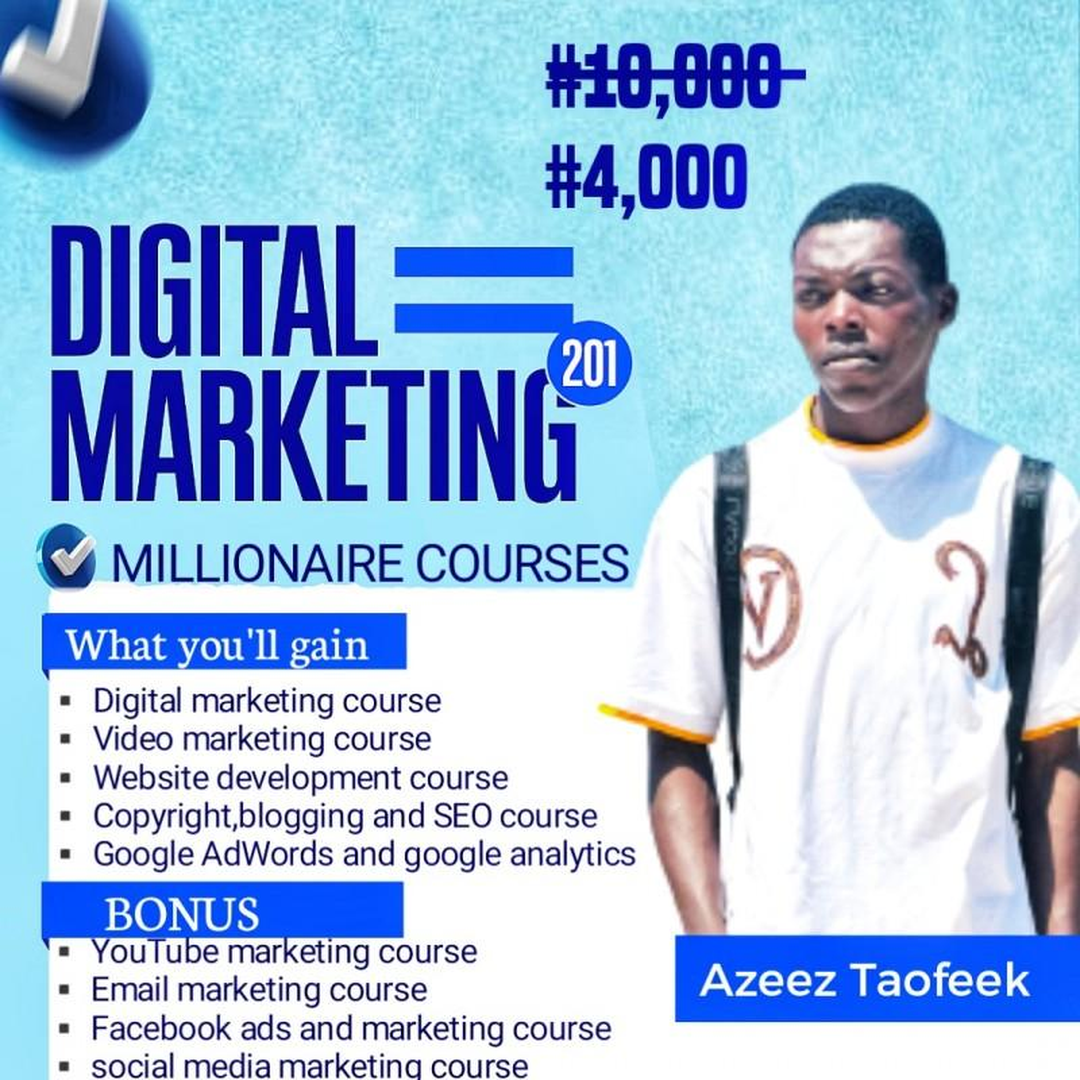 #10,000
#4,000
DIGITAL
MARKETING
201
MILLIONAIRE COURSES
What you'll gain
▪ Digital marketing course
▪ Video marketing course
▪ Website development course
▪ Copyright,blogging and SEO course
▪ Google AdWords and google analytics
BONUS
▪ YouTube marketing course
▪ Email marketing course
▪ Facebook ads and marketing course
▪ social media marketing course
Azeez Taofeek